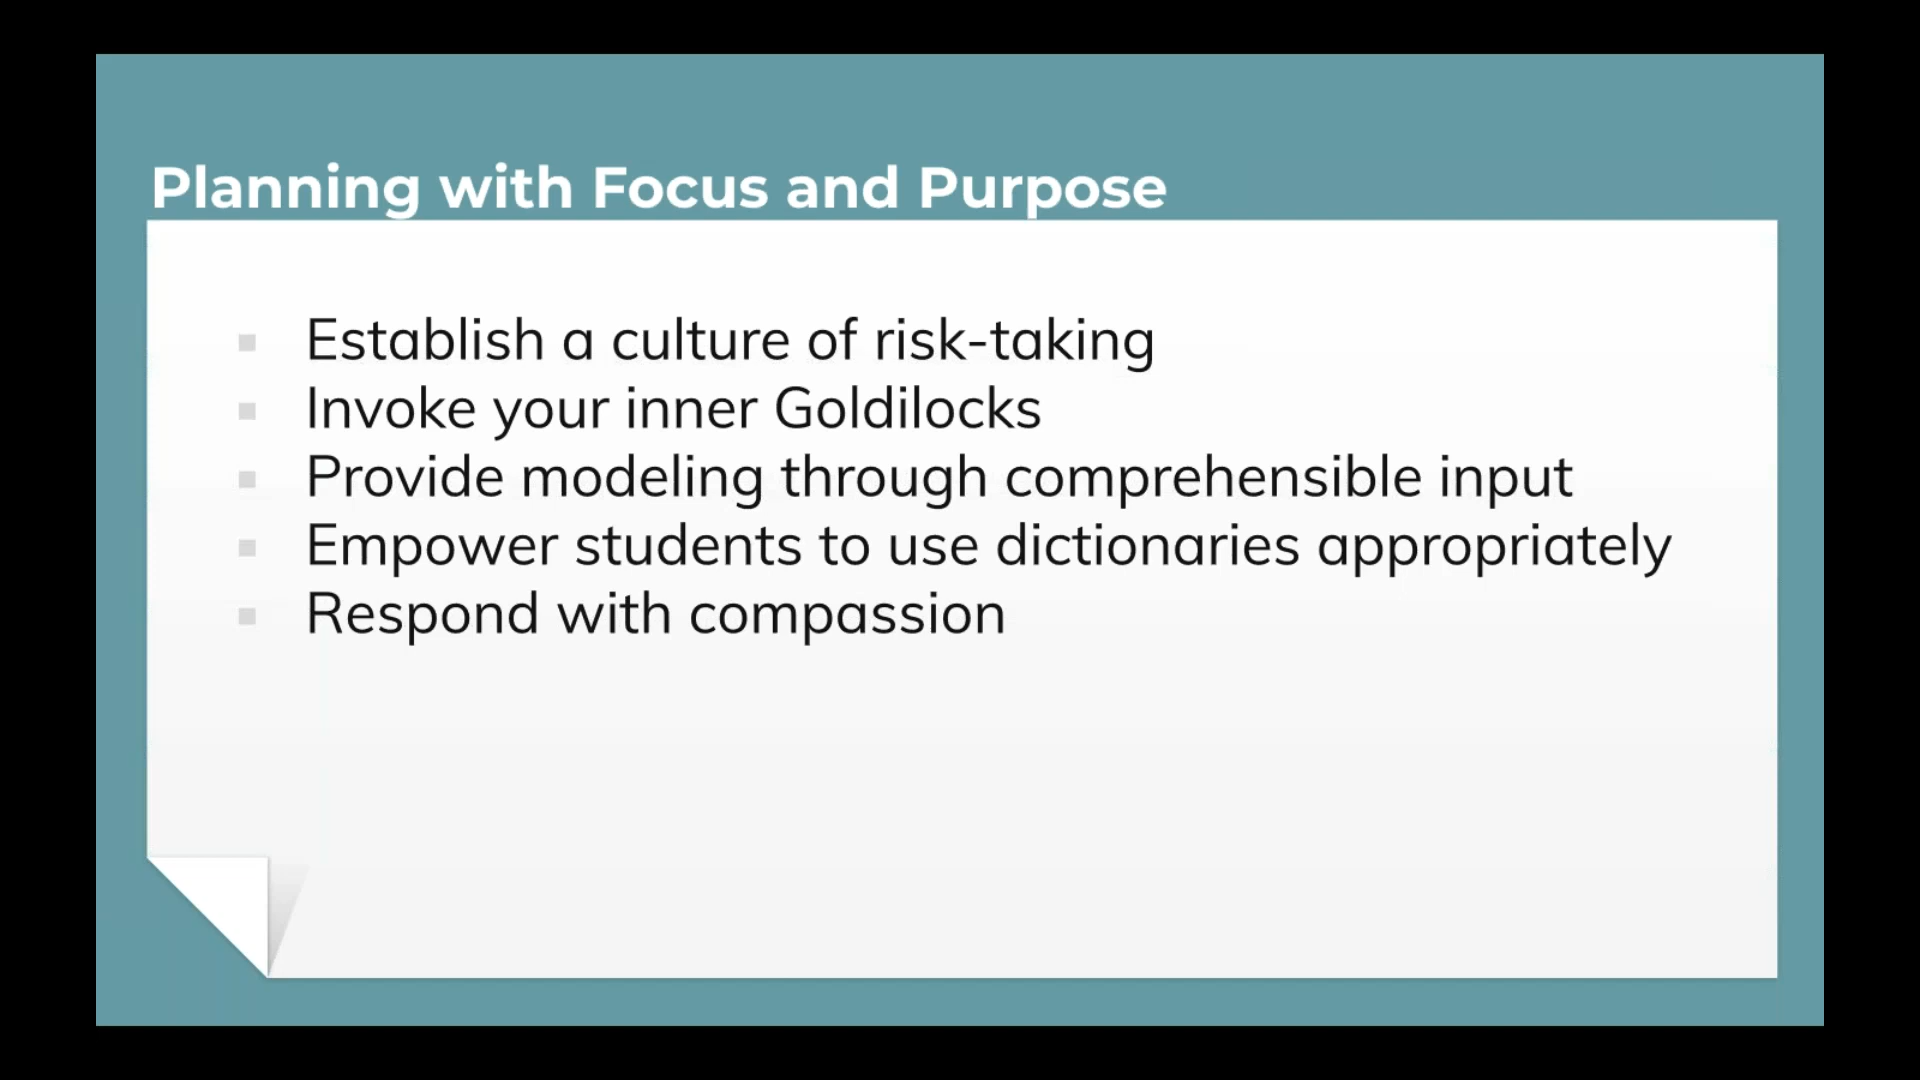 Planning with Focus and Purpose
Establish a culture of risk-taking
Invoke your inner Goldilocks
Provide modeling through comprehensible input
Empower students to use dictionaries appropriately
Respond with compassion